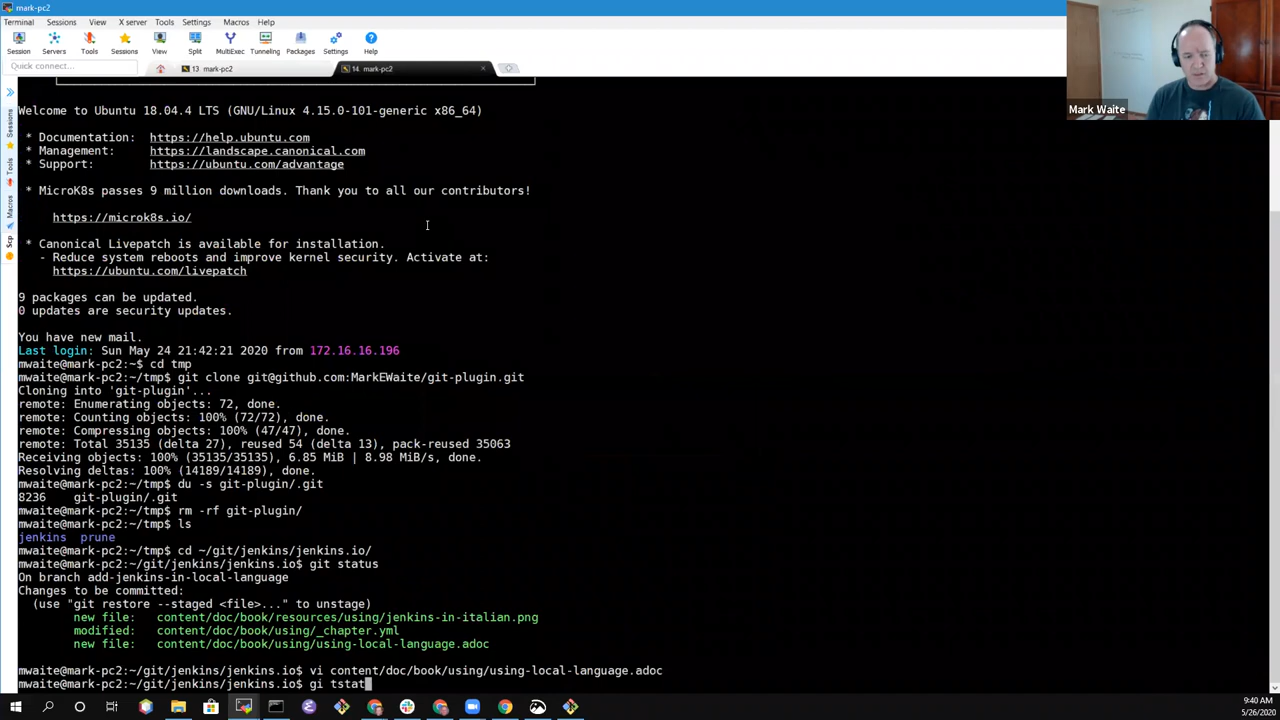 mark-pc2
Terminal Sessions View X server Tools Settings Macros Help
Session Servers Tools Sessions View Split MultiExec Tunneling Packages Settings Help
Quick connect...
13. mark-pc2
14. mark-pc2
Sessions
Tools
Macros
Scp
Mark Waite
Welcome to Ubuntu 18.04.4 LTS (GNU/Linux 4.15.0-101-generic x86_64)
* Documentation: https://help.ubuntu.com
* Management: https://landscape.canonical.com
* Support: https://ubuntu.com/advantage
* MicroK8s passes 9 million downloads. Thank you to all our contributors!
https://microk8s.io/
* Canonical Livepatch is available for installation.
- Reduce system reboots and improve kernel security. Activate at:
https://ubuntu.com/livepatch
9 packages can be updated.
0 updates are security updates.
You have new mail.
Last login: Sun May 24 21:42:21 2020 from 172.16.16.196
mwaite@mark-pc2:~$ cd tmp
mwaite@mark-pc2:~/tmp$ git clone git@github.com:MarkEWaite/git-plugin.git
Cloning into 'git-plugin'...
remote: Enumerating objects: 72, done.
remote: Counting objects: 100% (72/72), done.
remote: Compressing objects: 100% (47/47), done.
remote: Total 35135 (delta 27), reused 54 (delta 13), pack-reused 35063
Receiving objects: 100% (35135/35135), 6.85 MiB | 8.98 MiB/s, done.
Resolving deltas: 100% (14189/14189), done.
mwaite@mark-pc2:~/tmp$ du -s git-plugin/.git
8236 git-plugin/.git
mwaite@mark-pc2:~/tmp$ rm -rf git-plugin/
mwaite@mark-pc2:~/tmp$ ls
jenkins prune
mwaite@mark-pc2:~/tmp$ cd ~/git/jenkins/jenkins.io/
mwaite@mark-pc2:~/git/jenkins/jenkins.io$ git status
On branch add-jenkins-in-local-language
Changes to be committed:
(use "git restore --staged <file>..." to unstage)
new file: content/doc/book/resources/using/jenkins-in-italian.png
modified: content/doc/book/using/_chapter.yml
new file: content/doc/book/using/using-local-language.adoc
mwaite@mark-pc2:~/git/jenkins/jenkins.io$ vi content/doc/book/using/using-local-language.adoc
mwaite@mark-pc2:~/git/jenkins/jenkins.io$ gi tstat
9:40 AM
5/26/2020